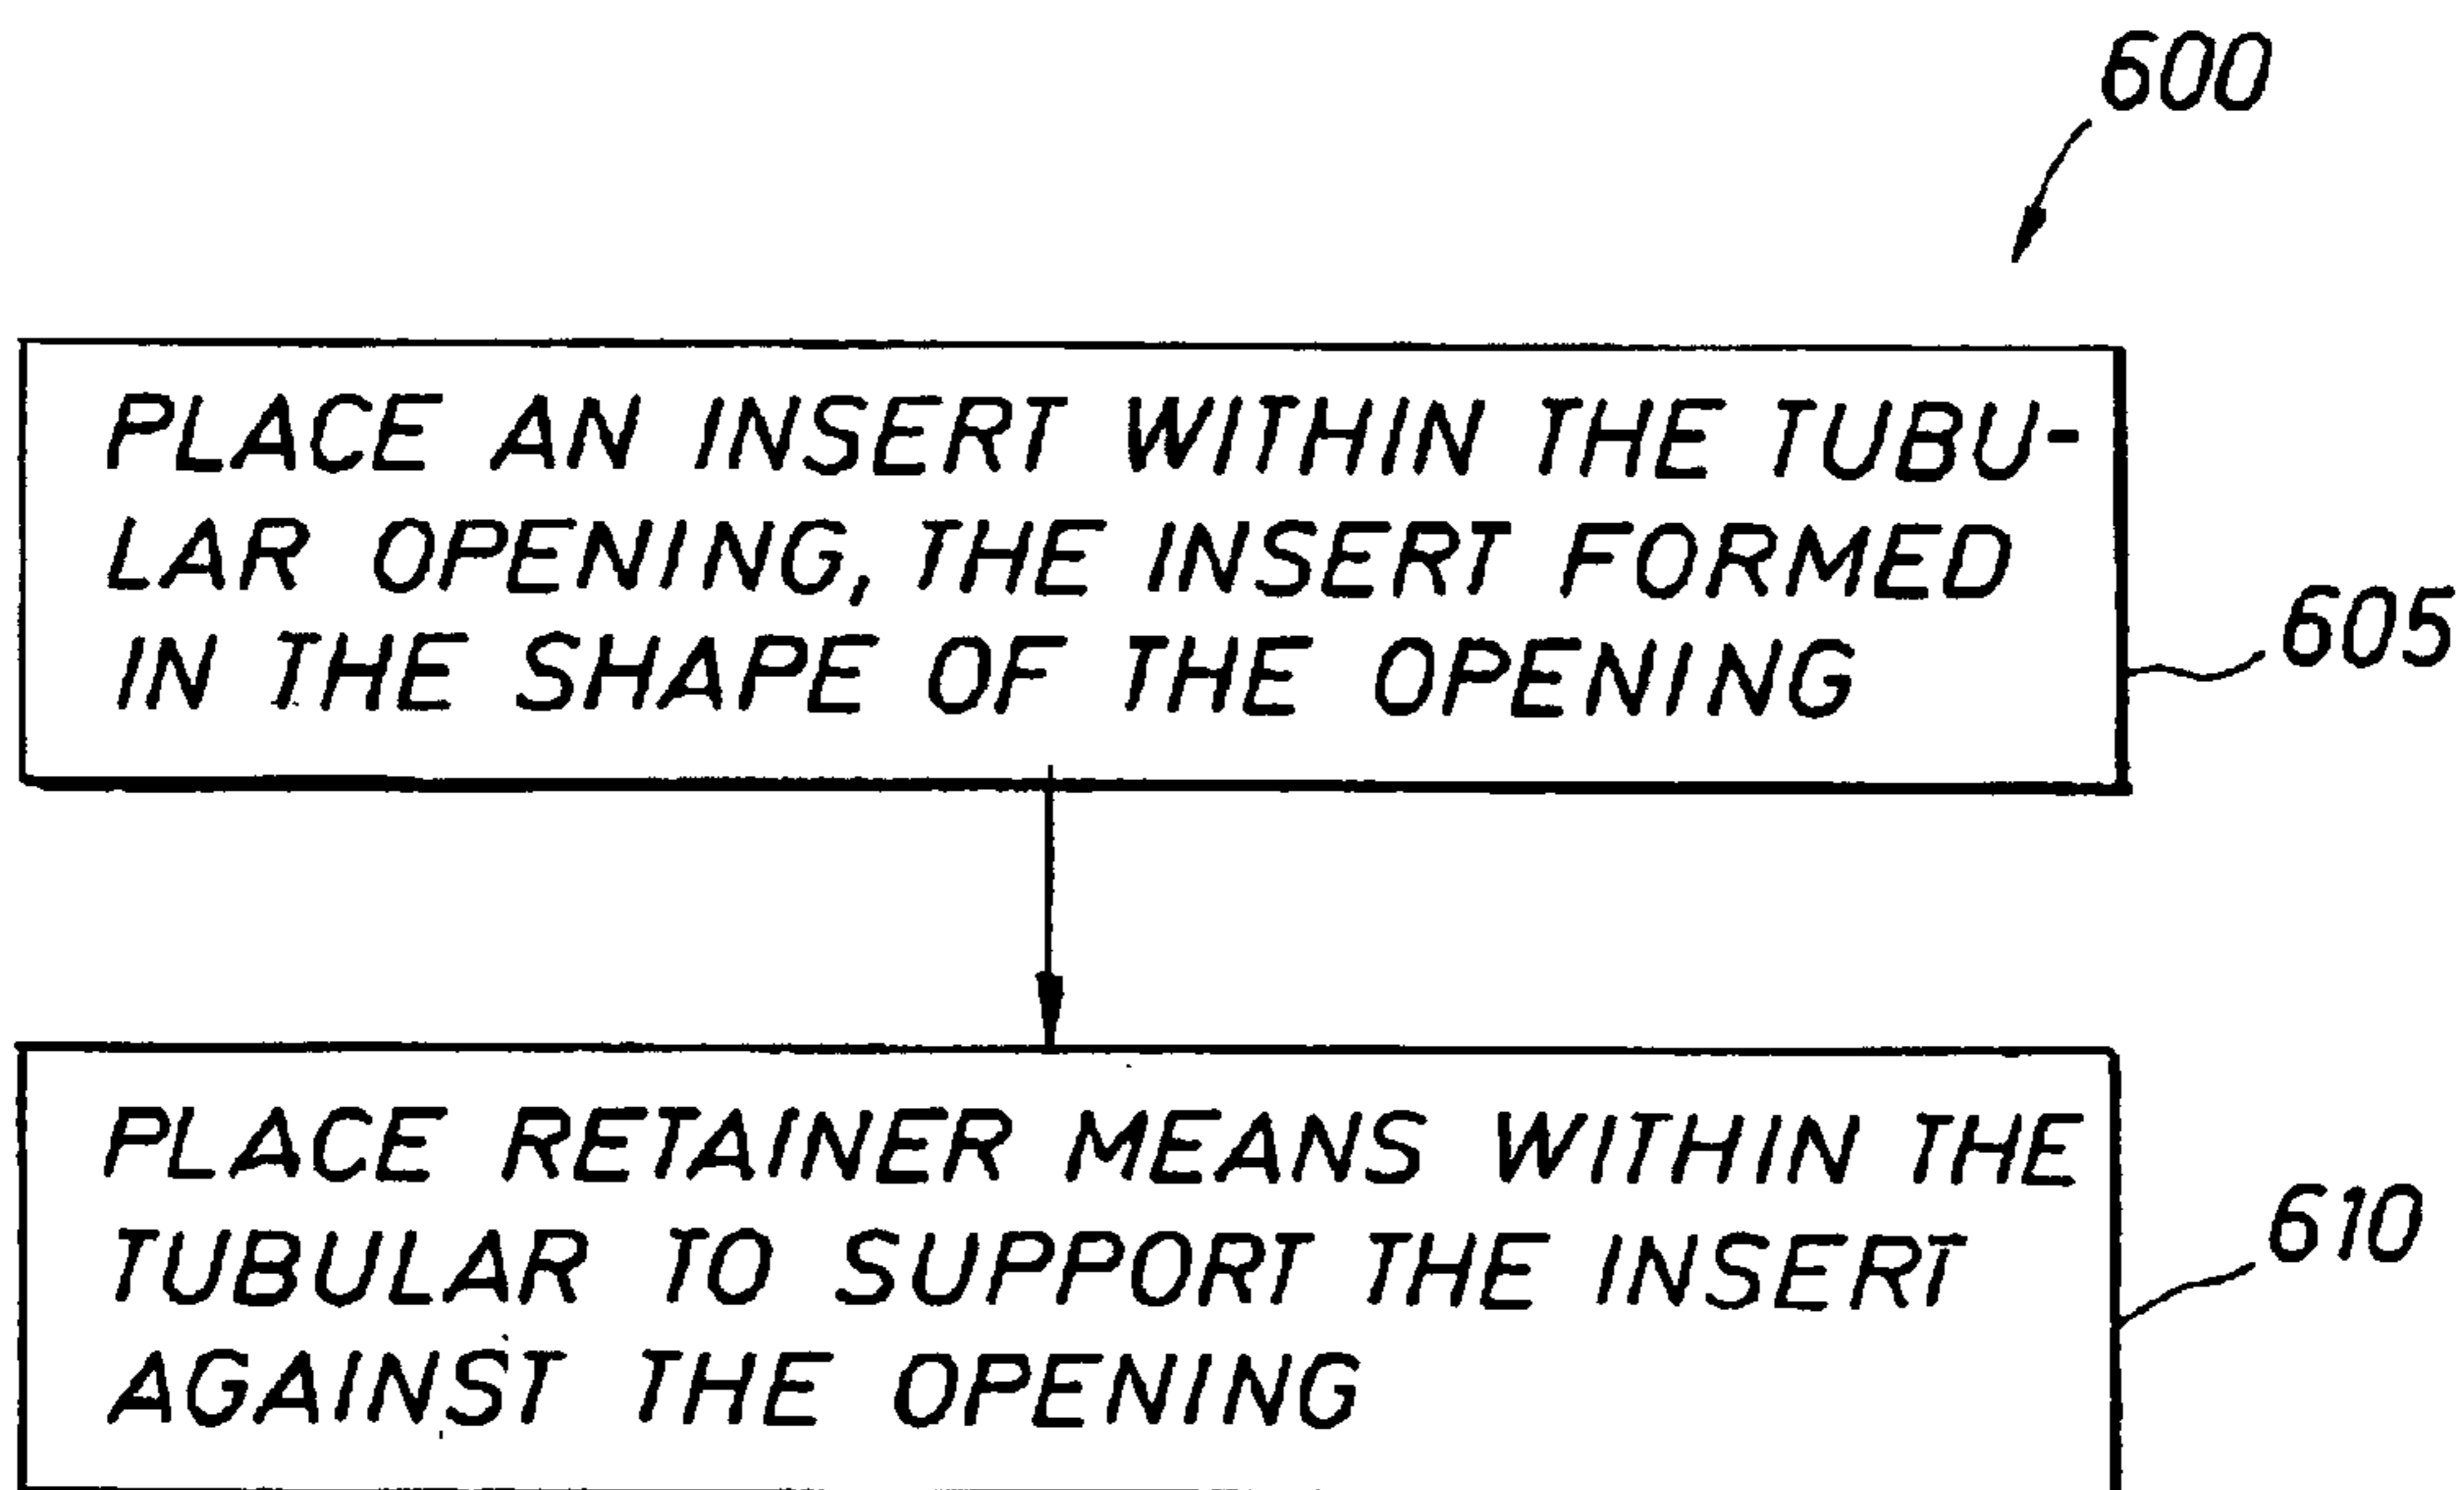 600
PLACE AN INSERT WITHIN THE TUBU-
LAR OPENING, THE INSERT FORMED
IN THE SHAPE OF THE OPENING
605
PLACE RETAINER MEANS WITHIN THE
TUBULAR TO SUPPORT THE INSERT
AGAINST THE OPENING
610